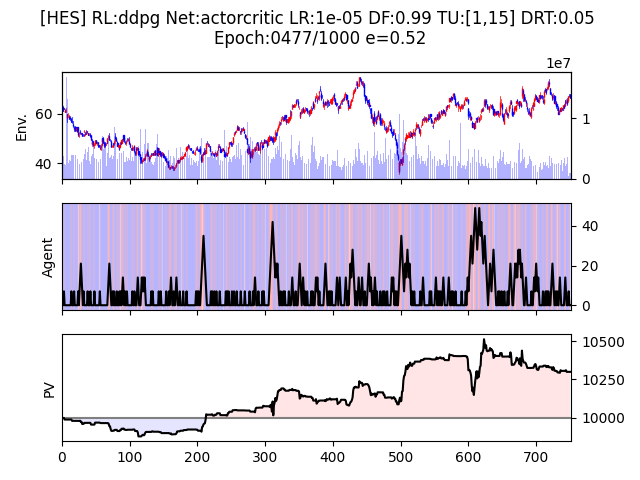 [HES] RL:ddpg Net:actorcritic LR:1e-05 DF:0.99 TU:[1,15] DRT:0.05
Epoch:0477/1000 e=0.52
1e7
Env.
60
40
1
0
Agent
40
20
0
PV
10500
10250
10000
0 100 200 300 400 500 600 700